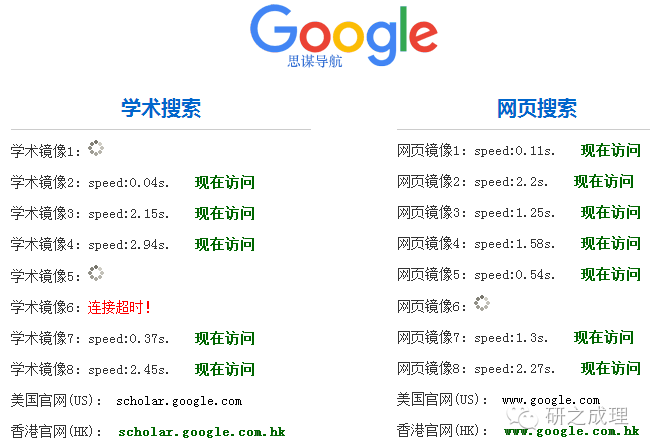 Google
思谋导航
学术搜索
学术镜像1:
学术镜像2: speed:0.04s. 现在访问
学术镜像3: speed:2.15s. 现在访问
学术镜像4: speed:2.94s. 现在访问
学术镜像5:
学术镜像6: 连接超时!
学术镜像7: speed:0.37s. 现在访问
学术镜像8: speed:2.45s. 现在访问
美国官网(US): scholar.google.com
香港官网(HK): scholar.google.com.hk
网页搜索
网页镜像1: speed:0.11s. 现在访问
网页镜像2: speed:2.2s. 现在访问
网页镜像3: speed:1.25s. 现在访问
网页镜像4: speed:1.58s. 现在访问
网页镜像5: speed:0.54s. 现在访问
网页镜像6:
网页镜像7: speed:1.3s. 现在访问
网页镜像8: speed:2.27s. 现在访问
美国官网(US): www.google.com
香港官网(HK): www.google.com.hk
研之成理